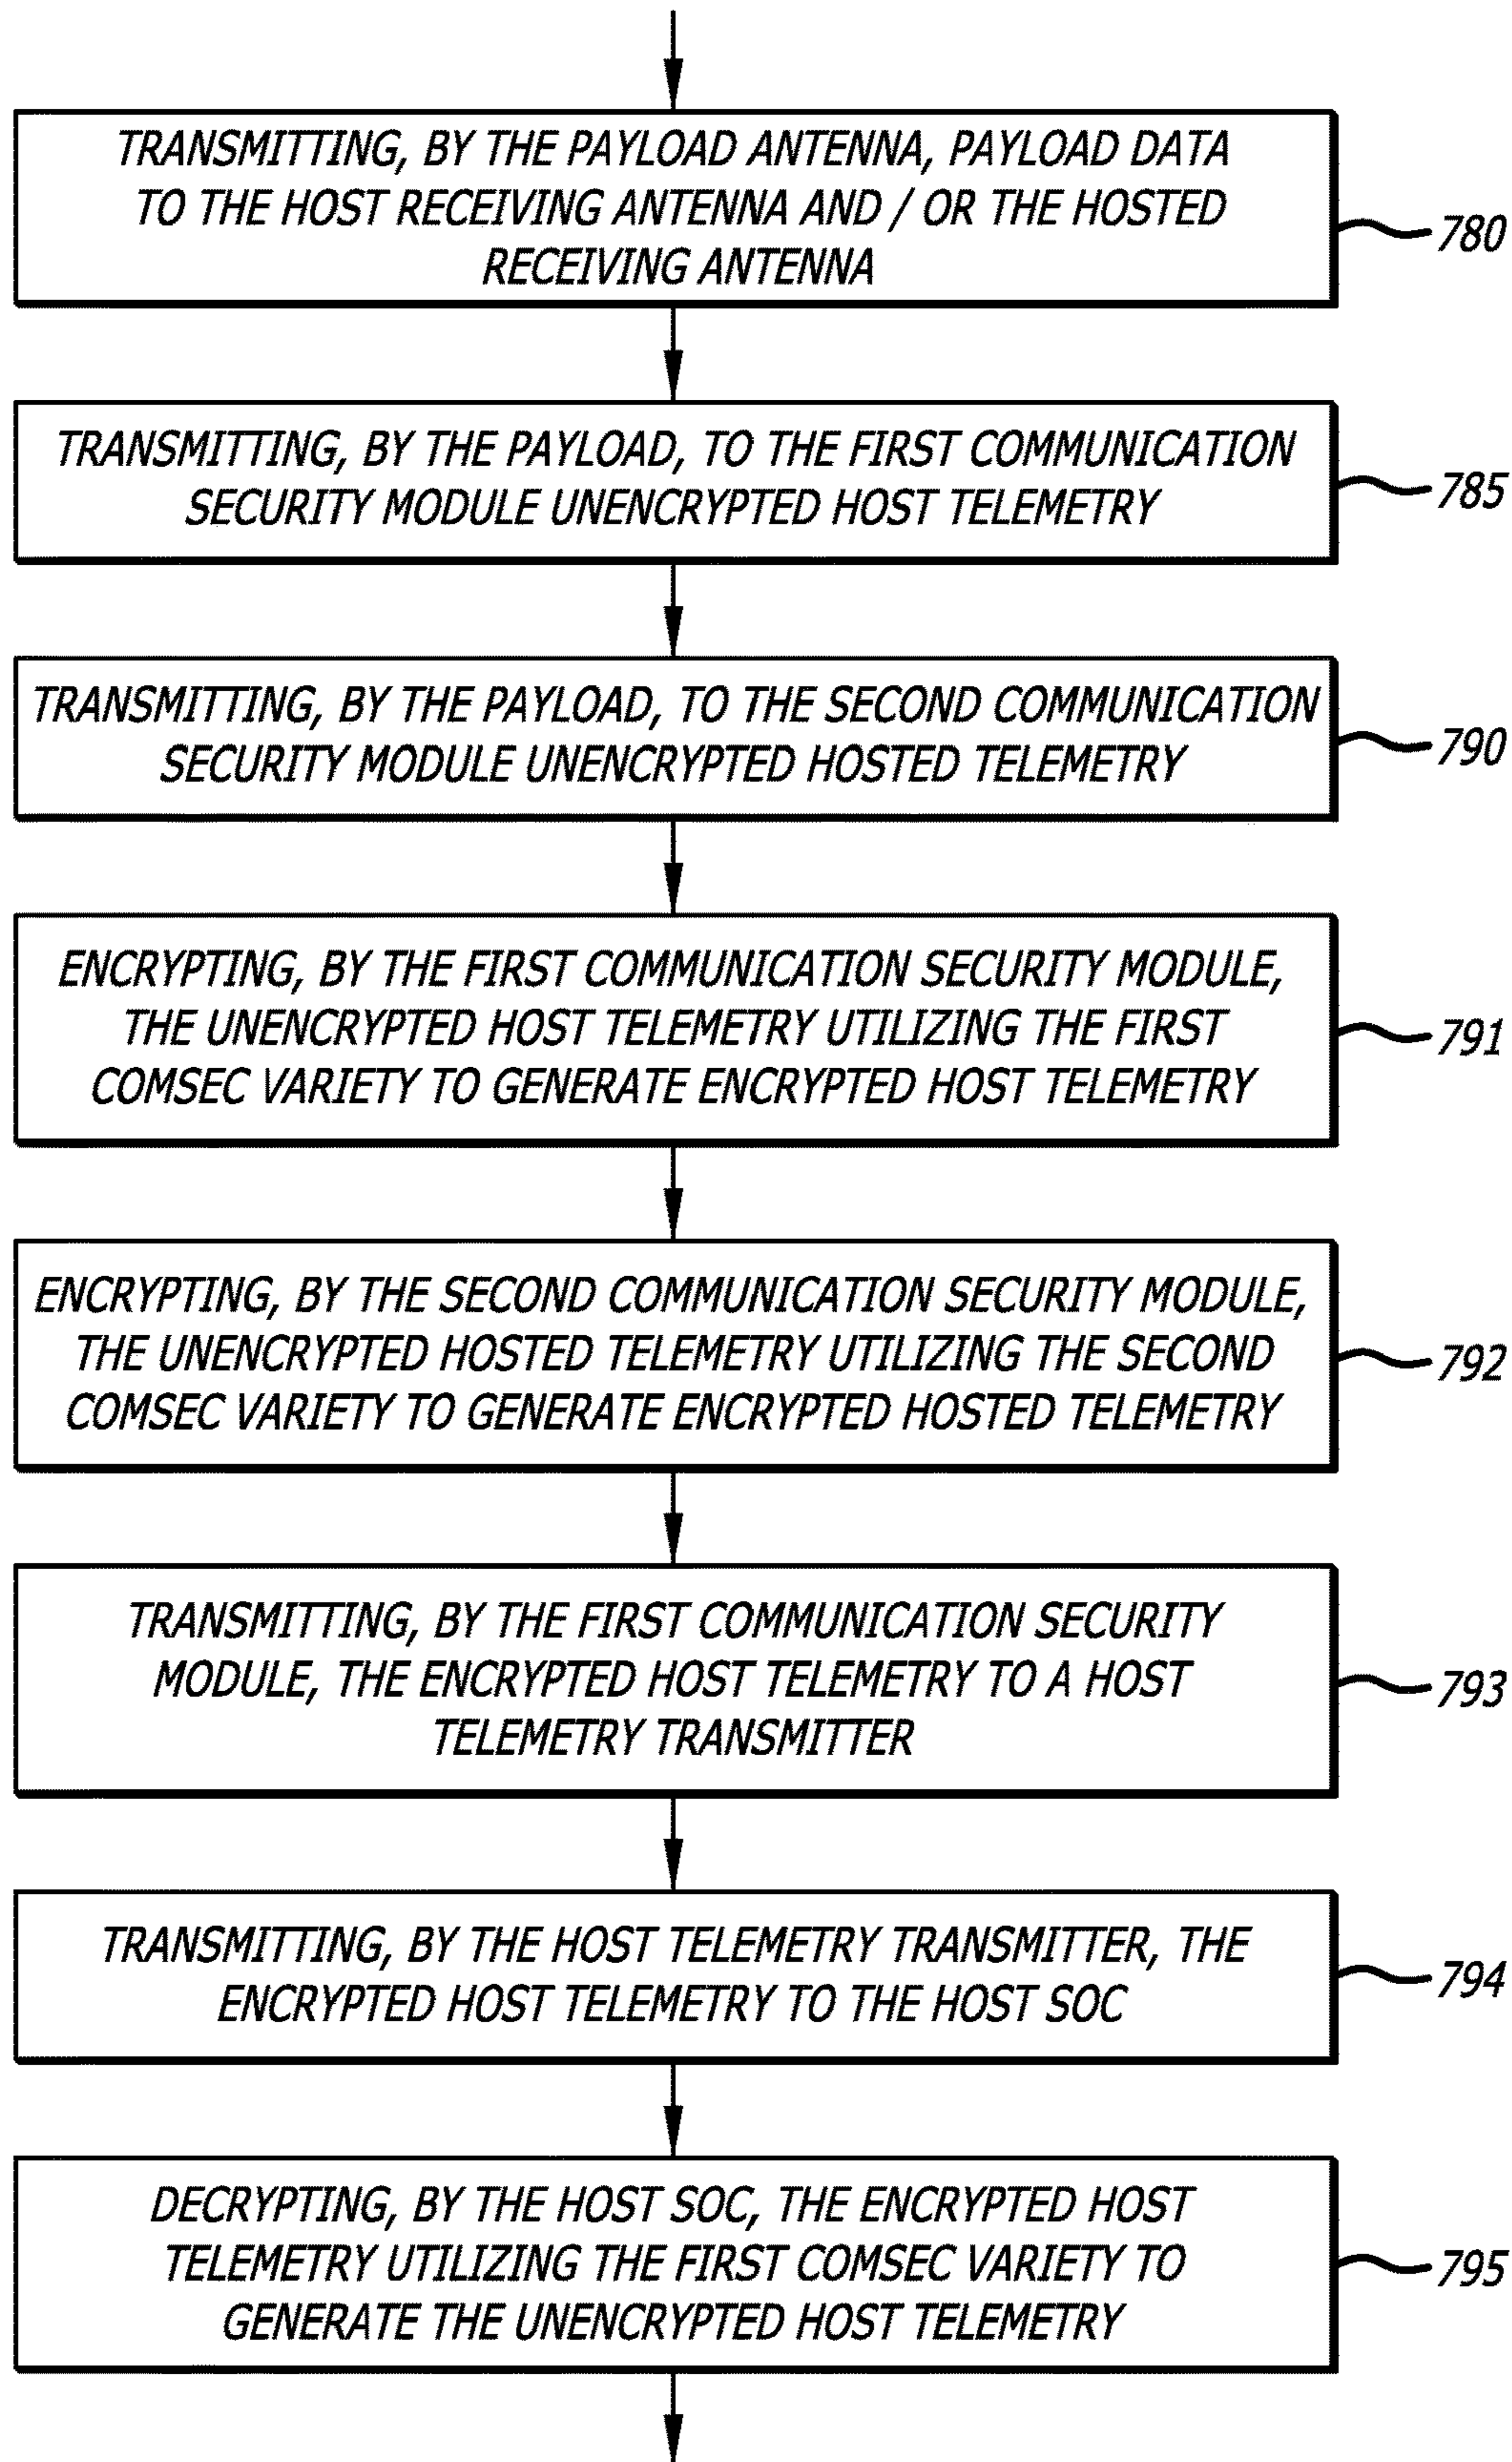 TRANSMITTING, BY THE PAYLOAD ANTENNA, PAYLOAD DATA
TO THE HOST RECEIVING ANTENNA AND / OR THE HOSTED
RECEIVING ANTENNA
780
TRANSMITTING, BY THE PAYLOAD, TO THE FIRST COMMUNICATION
SECURITY MODULE UNENCRYPTED HOST TELEMETRY
785
TRANSMITTING, BY THE PAYLOAD, TO THE SECOND COMMUNICATION
SECURITY MODULE UNENCRYPTED HOSTED TELEMETRY
790
ENCRYPTING, BY THE FIRST COMMUNICATION SECURITY MODULE,
THE UNENCRYPTED HOST TELEMETRY UTILIZING THE FIRST
COMSEC VARIETY TO GENERATE ENCRYPTED HOST TELEMETRY
791
ENCRYPTING, BY THE SECOND COMMUNICATION SECURITY MODULE,
THE UNENCRYPTED HOSTED TELEMETRY UTILIZING THE SECOND
COMSEC VARIETY TO GENERATE ENCRYPTED HOSTED TELEMETRY
792
TRANSMITTING, BY THE FIRST COMMUNICATION SECURITY
MODULE, THE ENCRYPTED HOST TELEMETRY TO A HOST
TELEMETRY TRANSMITTER
793
TRANSMITTING, BY THE HOST TELEMETRY TRANSMITTER, THE
ENCRYPTED HOST TELEMETRY TO THE HOST SOC
794
DECRYPTING, BY THE HOST SOC, THE ENCRYPTED HOST
TELEMETRY UTILIZING THE FIRST COMSEC VARIETY TO
GENERATE THE UNENCRYPTED HOST TELEMETRY
795